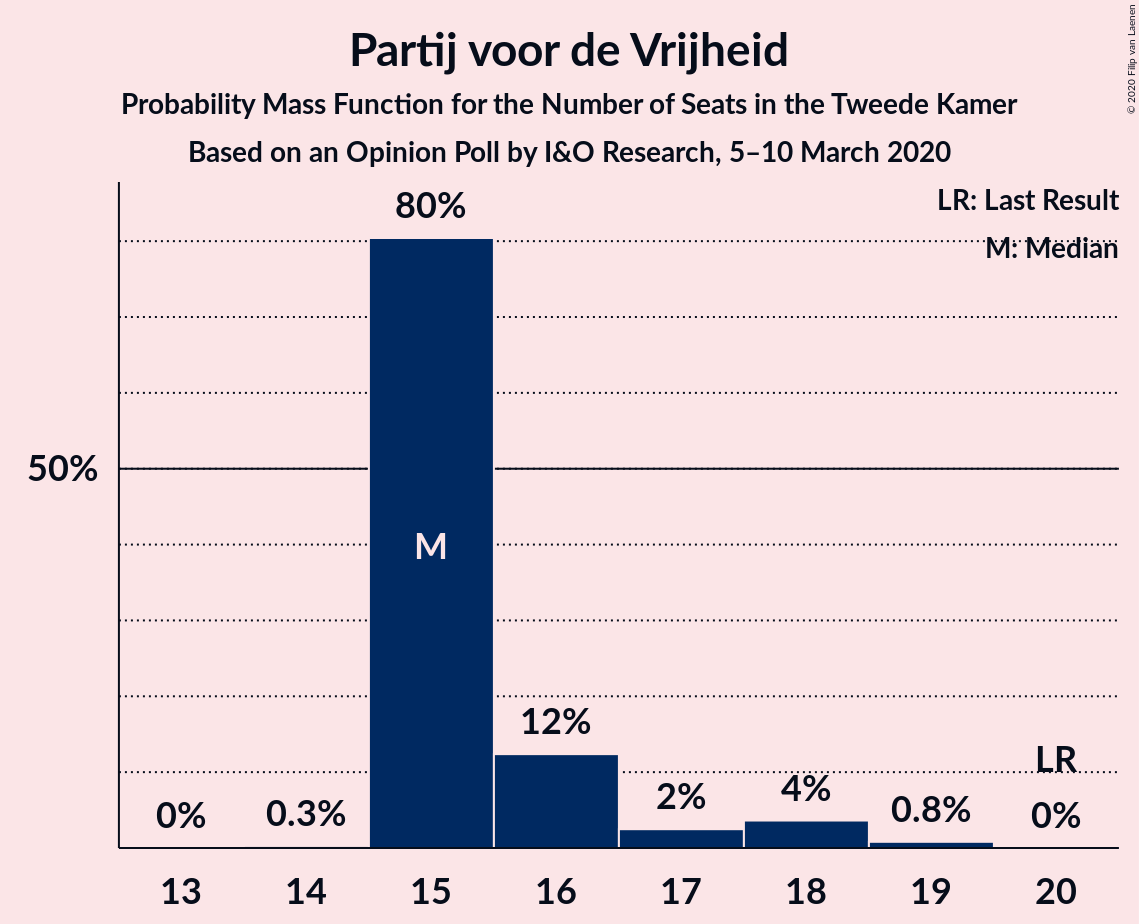 Partij voor de Vrijheid
Probability Mass Function for the Number of Seats in the Tweede Kamer
Based on an Opinion Poll by I&O Research, 5–10 March 2020
© 2020 Filip van Laenen
LR: Last Result
M: Median
80%
50%
M
12%
LR
0%
0.3%
2%
4%
0.8%
0%
13
14
15
16
17
18
19
20